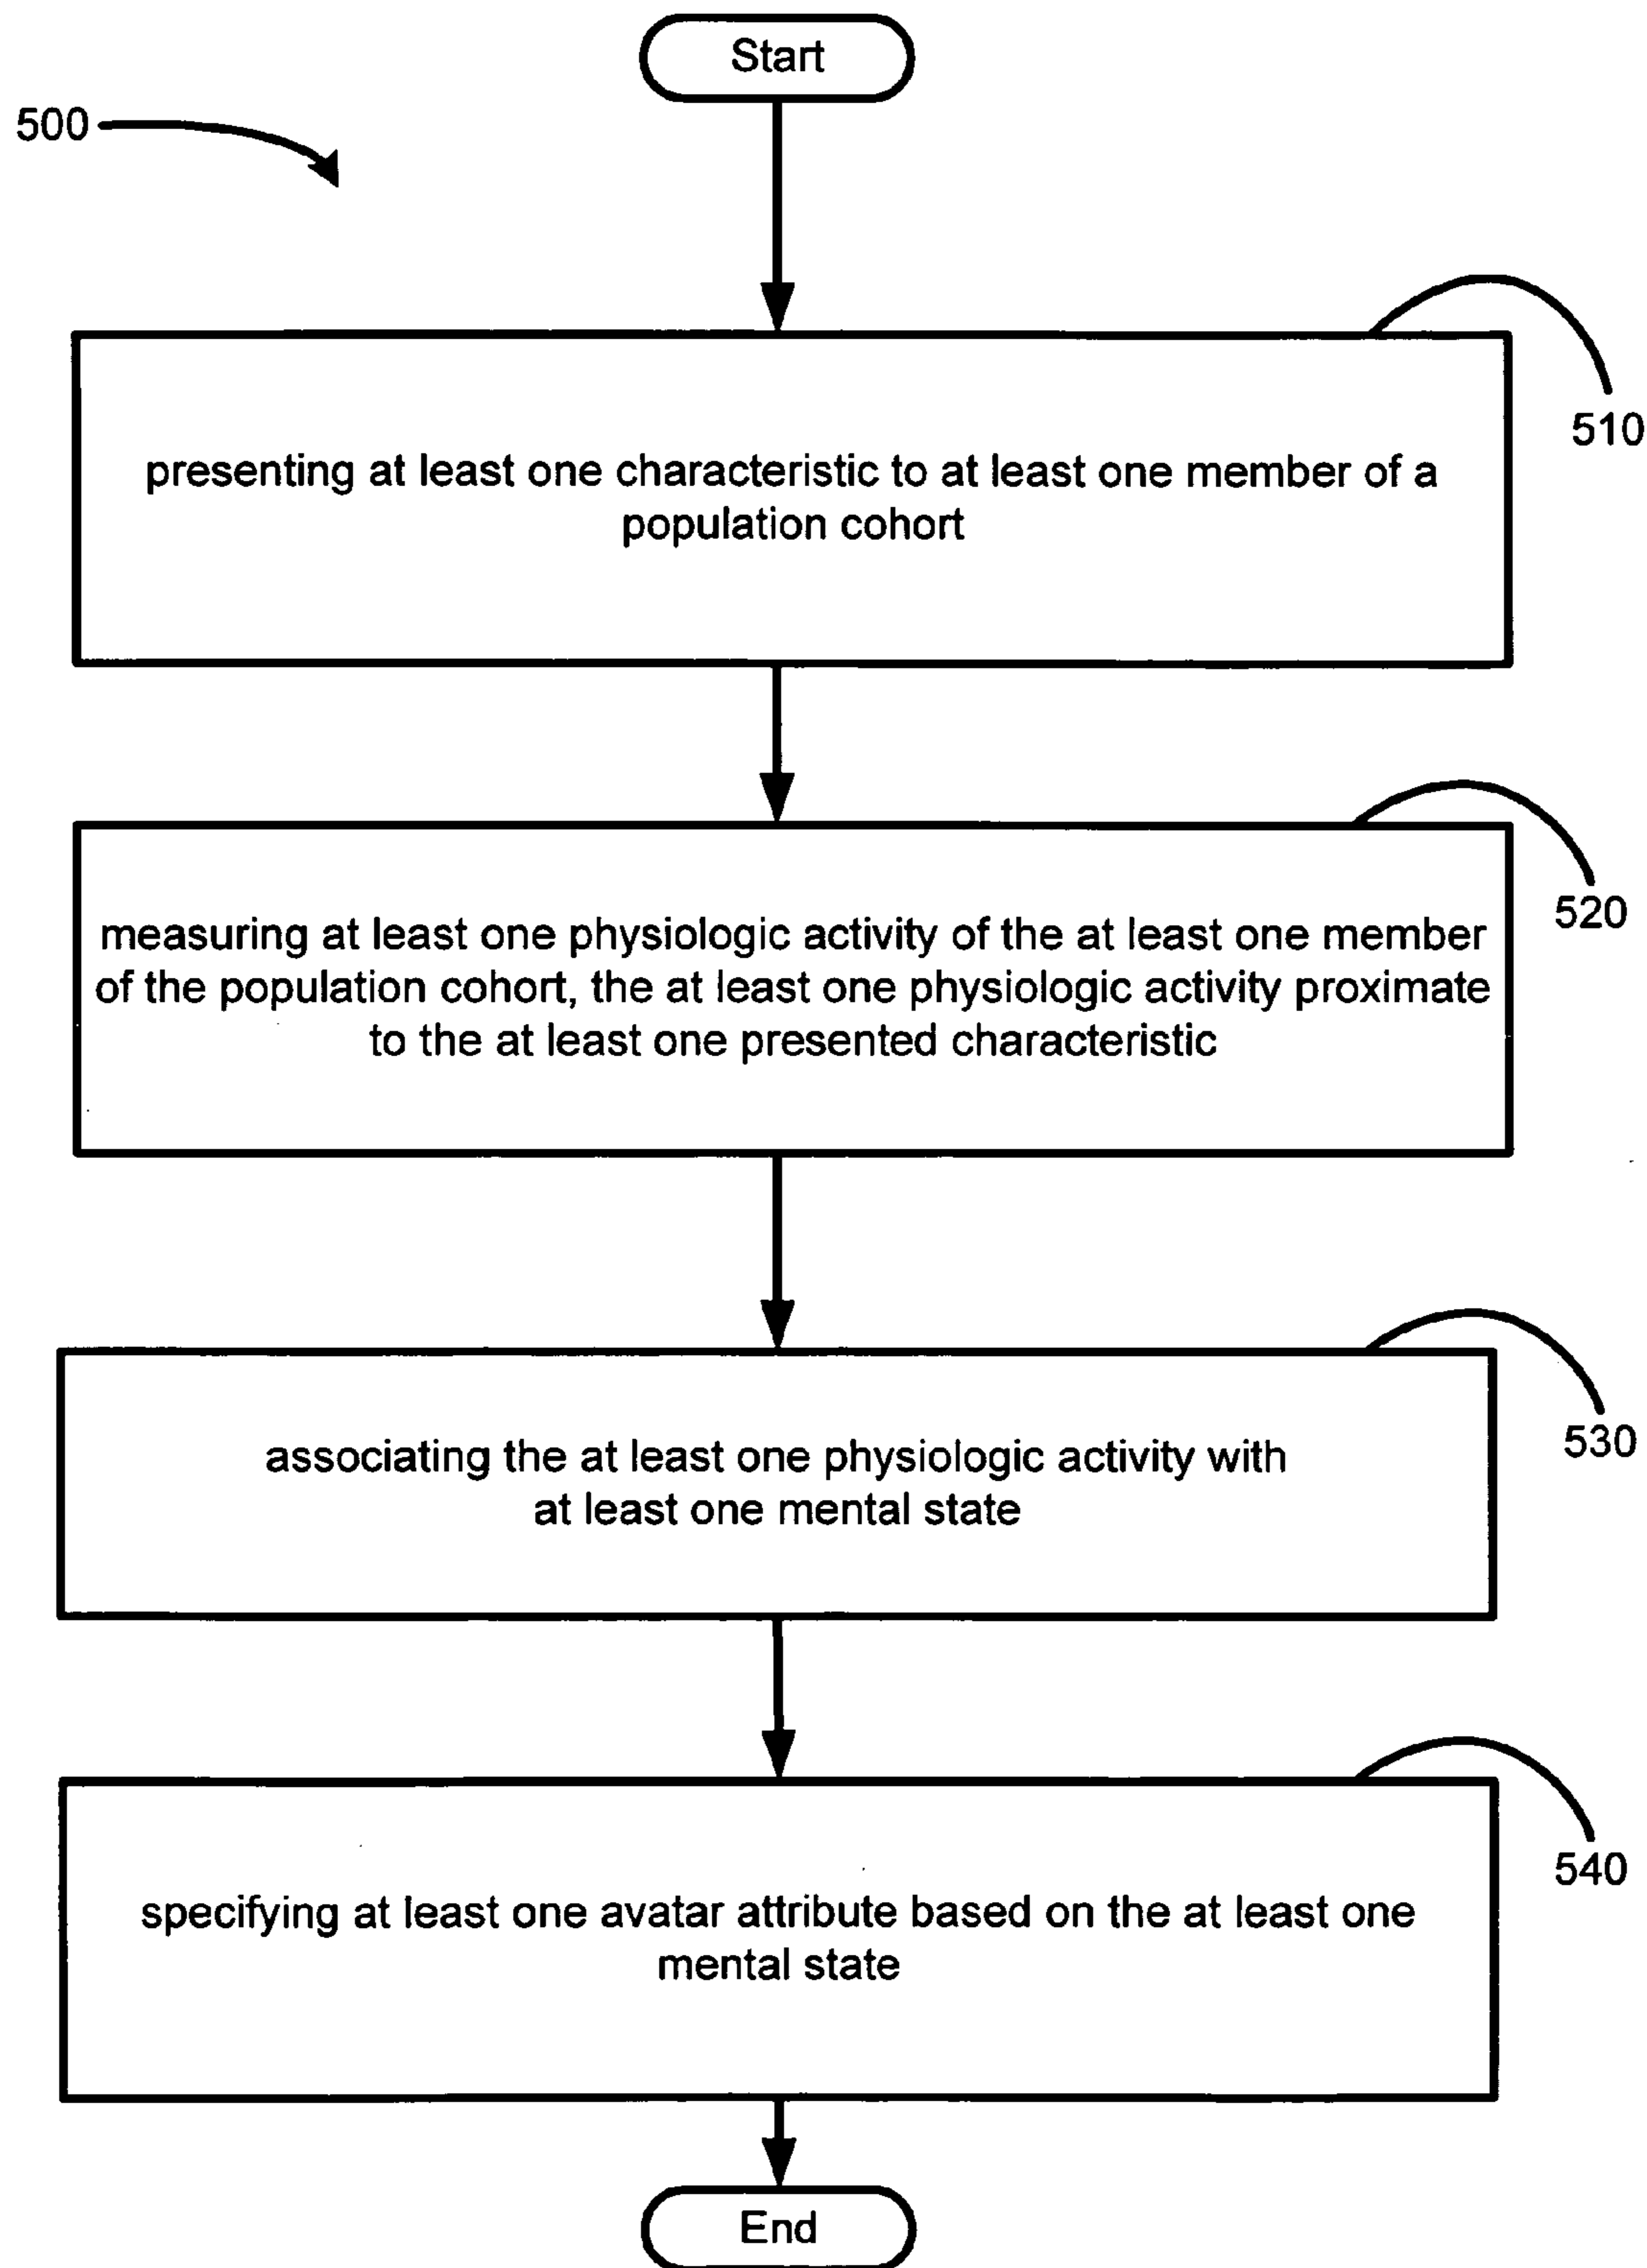 Start
500
510
presenting at least one characteristic to at least one member of a
population cohort
520
measuring at least one physiologic activity of the at least one member
of the population cohort, the at least one physiologic activity proximate
to the at least one presented characteristic
530
associating the at least one physiologic activity with
at least one mental state
540
specifying at least one avatar attribute based on the at least one
mental state
End